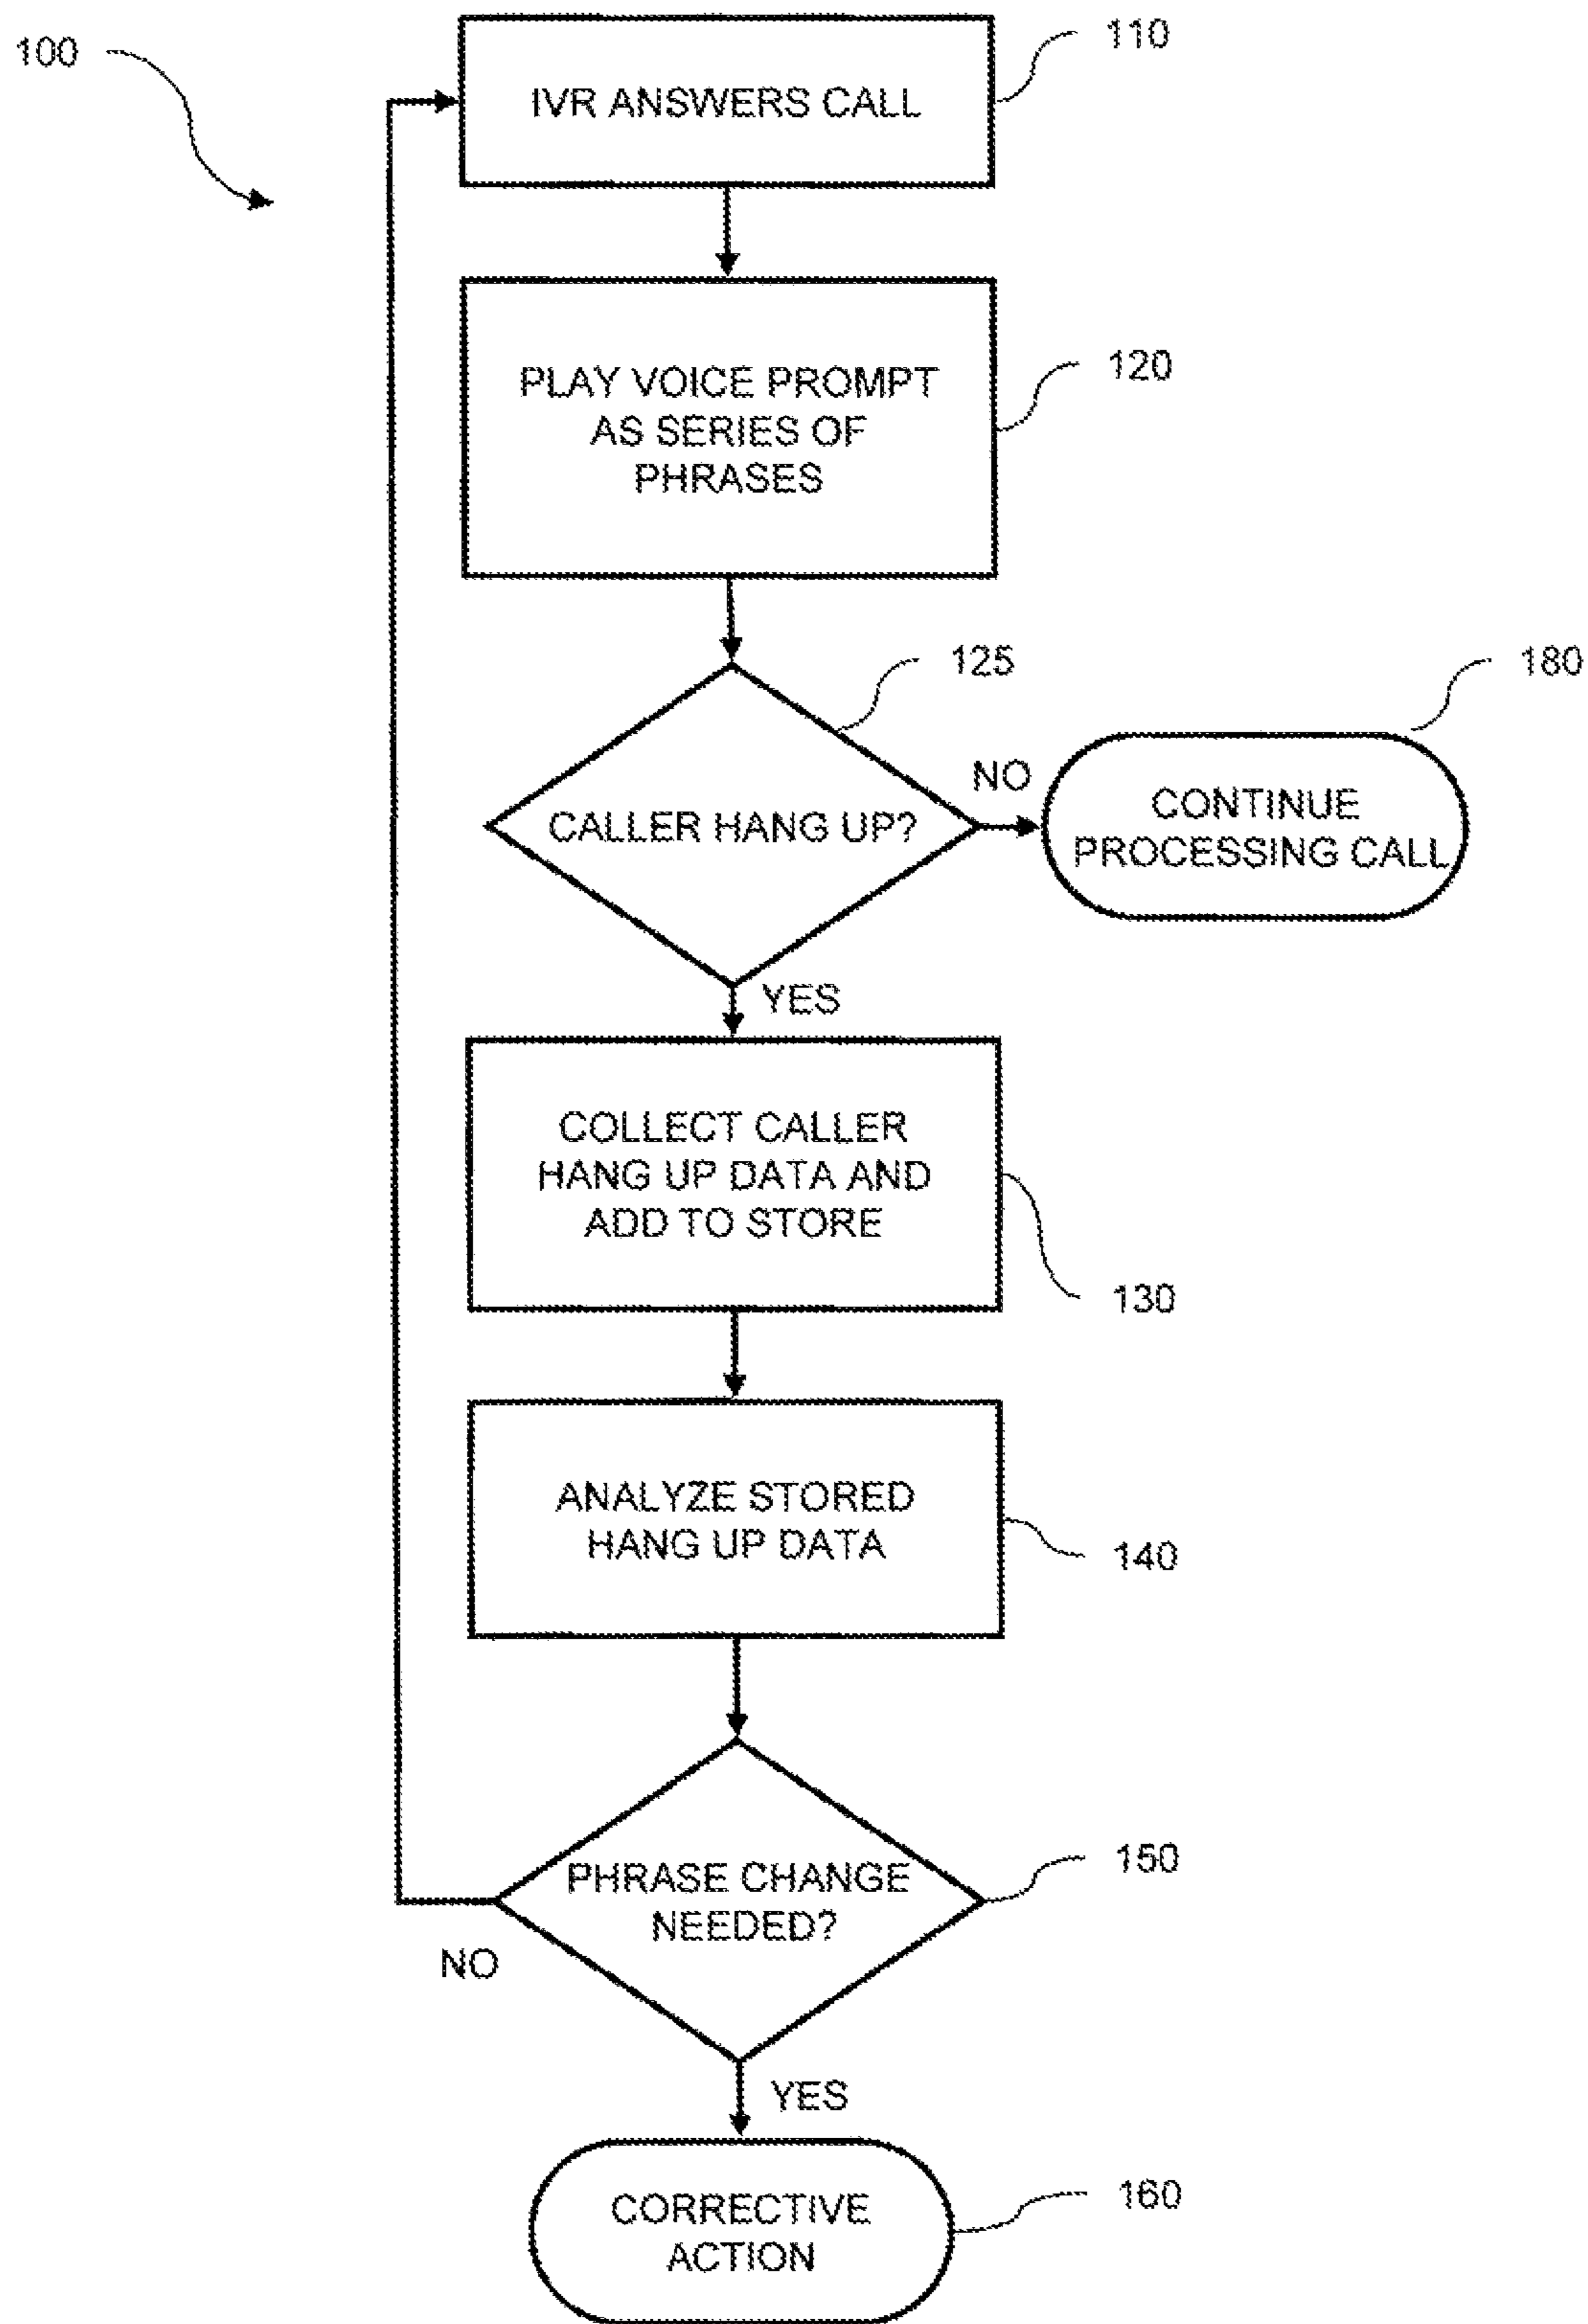 100
110
IVR ANSWERS CALL
PLAY VOICE PROMPT
AS SERIES OF
PHRASES
120
125
180
CALLER HANG UP?
NO
CONTINUE
PROCESSING CALL
YES
COLLECT CALLER
HANG UP DATA AND
ADD TO STORE
130
ANALYZE STORED
HANG UP DATA
140
PHRASE CHANGE
NEEDED?
150
NO
YES
CORRECTIVE
ACTION
160